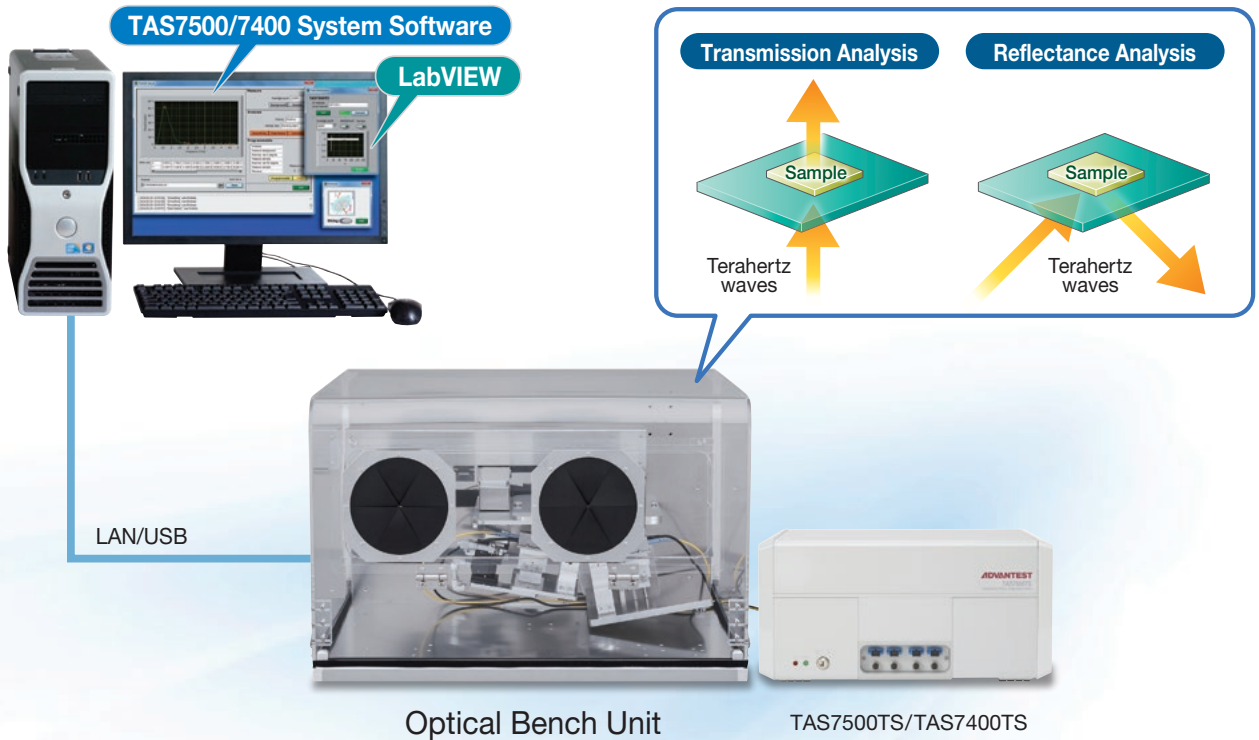 TAS7500/7400 System Software
LabVIEW
Transmission Analysis
Reflectance Analysis
Sample
Sample
Terahertz
waves
Terahertz
waves
LAN/USB
ADVANTEST
Optical Bench Unit
TAS7500TS/TAS7400TS